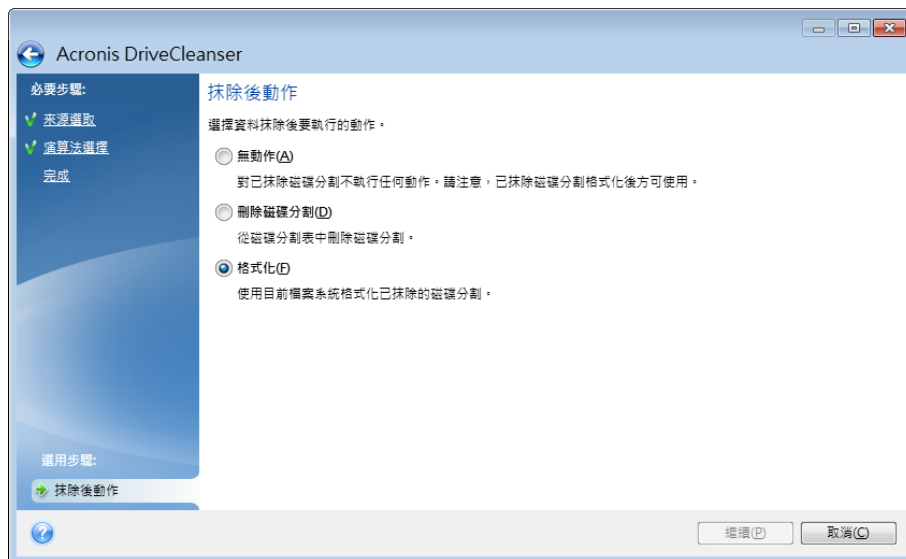 Acronis DriveCleanser
必要步驟:
來源選取
演算法選擇
完成
選用步驟:
抹除後動作
抹除後動作
選擇資料抹除後要執行的動作。
無動作(A)
對已抹除磁碟分割不執行任何動作。請注意，已抹除磁碟分割格式化後方可使用。
刪除磁碟分割(D)
從磁碟分割表中刪除磁碟分割。
格式化(F)
使用目前檔案系統格式化已抹除的磁碟分割。
繼續(P)
取消(C)